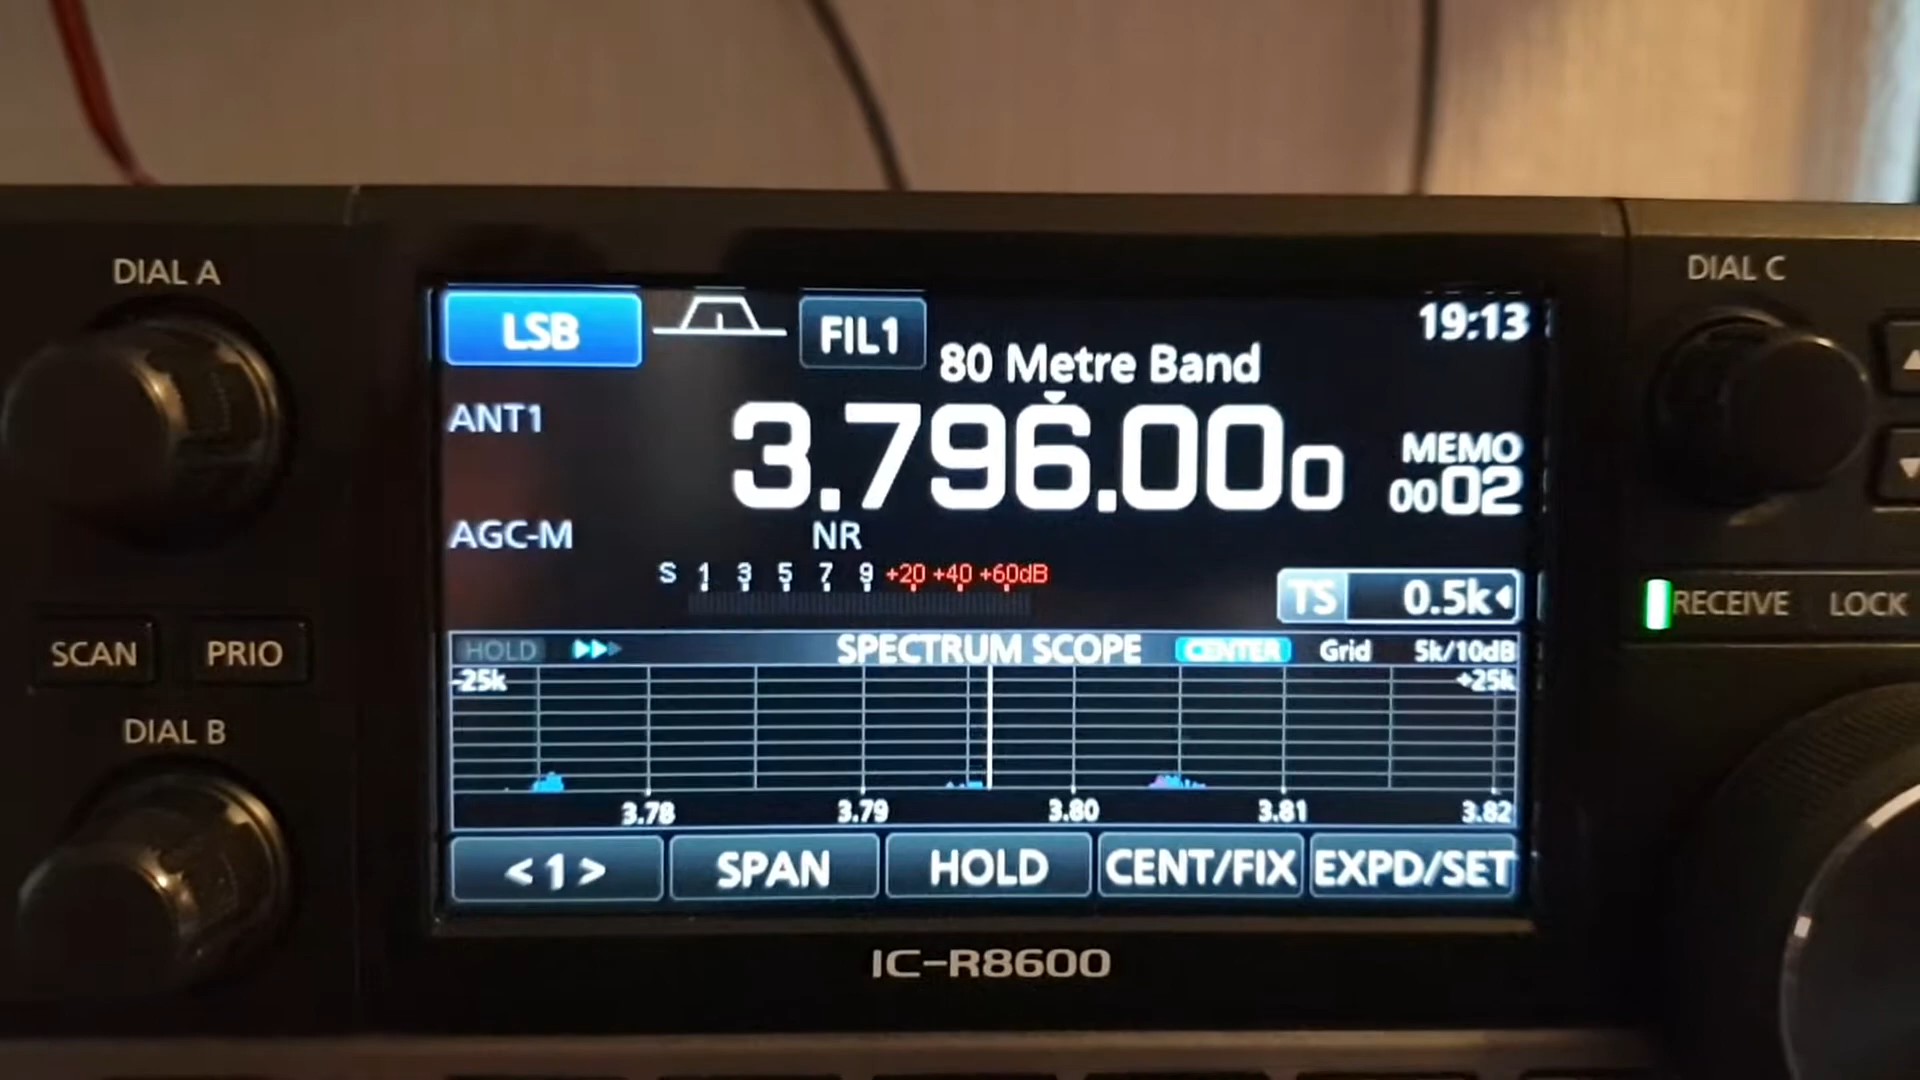 DIAL A
DIAL C
LSB
FIL1
19:13
80 Metre Band
ANT1
3.796.000
MEMO
0002
AGC-M
NR
S 1 3 5 7 9 +20 +40 +60dB
TS 0.5k
RECEIVE
LOCK
SCAN
PRIO
HOLD
SPECTRUM SCOPE
CENTER
Grid
5k/10dB
-25k
+25k
DIAL B
3.78 3.79 3.80 3.81 3.82
<1>
SPAN
HOLD
CENT/FIX
EXPD/SET
IC-R8600